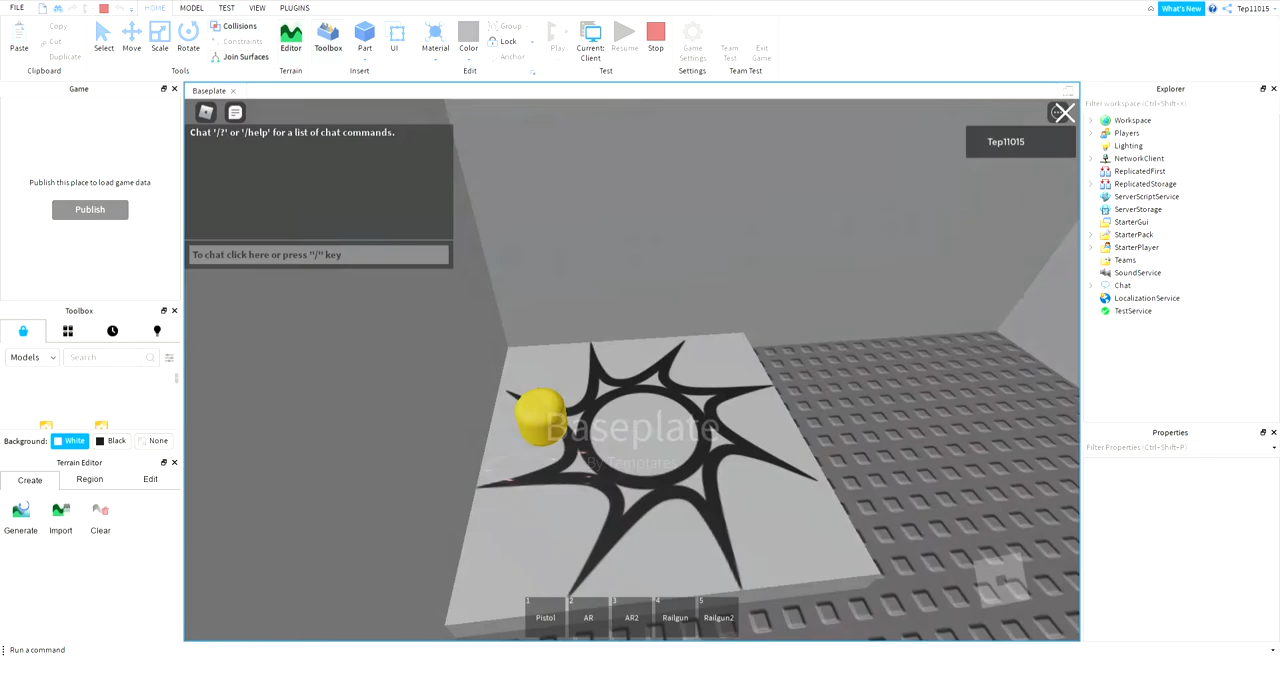 FILE HOME MODEL TEST VIEW PLUGINS What's New Tep11015
Paste Copy Cut Duplicate Select Move Scale Rotate Collisions Constraints Join Surfaces Editor Toolbox Part UI Material Color Group Lock Anchor Play Current: Client Resume Stop Game Settings Team Test Exit Game
Clipboard Tools Terrain Insert Edit Test Settings Team Test
Game
Publish this place to load game data
Publish
Toolbox
Models Search
Background: White Black None
Terrain Editor
Create Region Edit
Generate Import Clear
Baseplate
Chat '/?' or '/help' for a list of chat commands.
To chat click here or press "/" key
Tep11015
Baseplate
By Templates
1 Pistol
2 AR
3 AR2
4 Railgun
5 Railgun2
Explorer
Filter workspace (Ctrl+Shift+X)
Workspace
Players
Lighting
NetworkClient
ReplicatedFirst
ReplicatedStorage
ServerScriptService
ServerStorage
StarterGui
StarterPack
StarterPlayer
Teams
SoundService
Chat
LocalizationService
TestService
Properties
Filter Properties (Ctrl+Shift+P)
Run a command